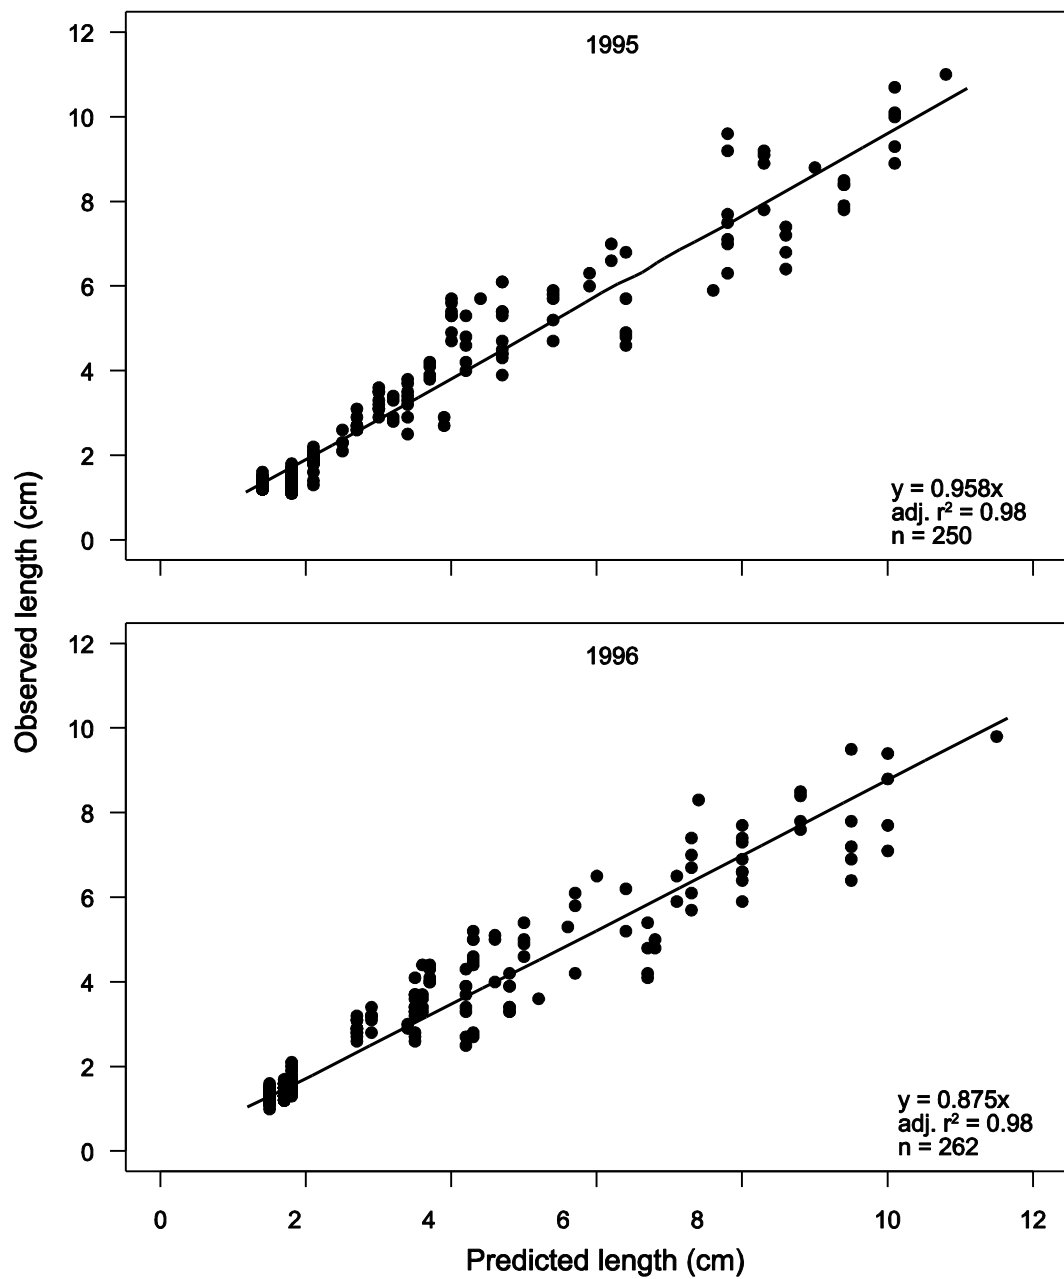 12
1995
10
8
6
4
2
0
y = 0.958x
adj. r² = 0.98
n = 250
Observed length (cm)
12
1996
10
8
6
4
2
0
y = 0.875x
adj. r² = 0.98
n = 262
0 2 4 6 8 10 12
Predicted length (cm)